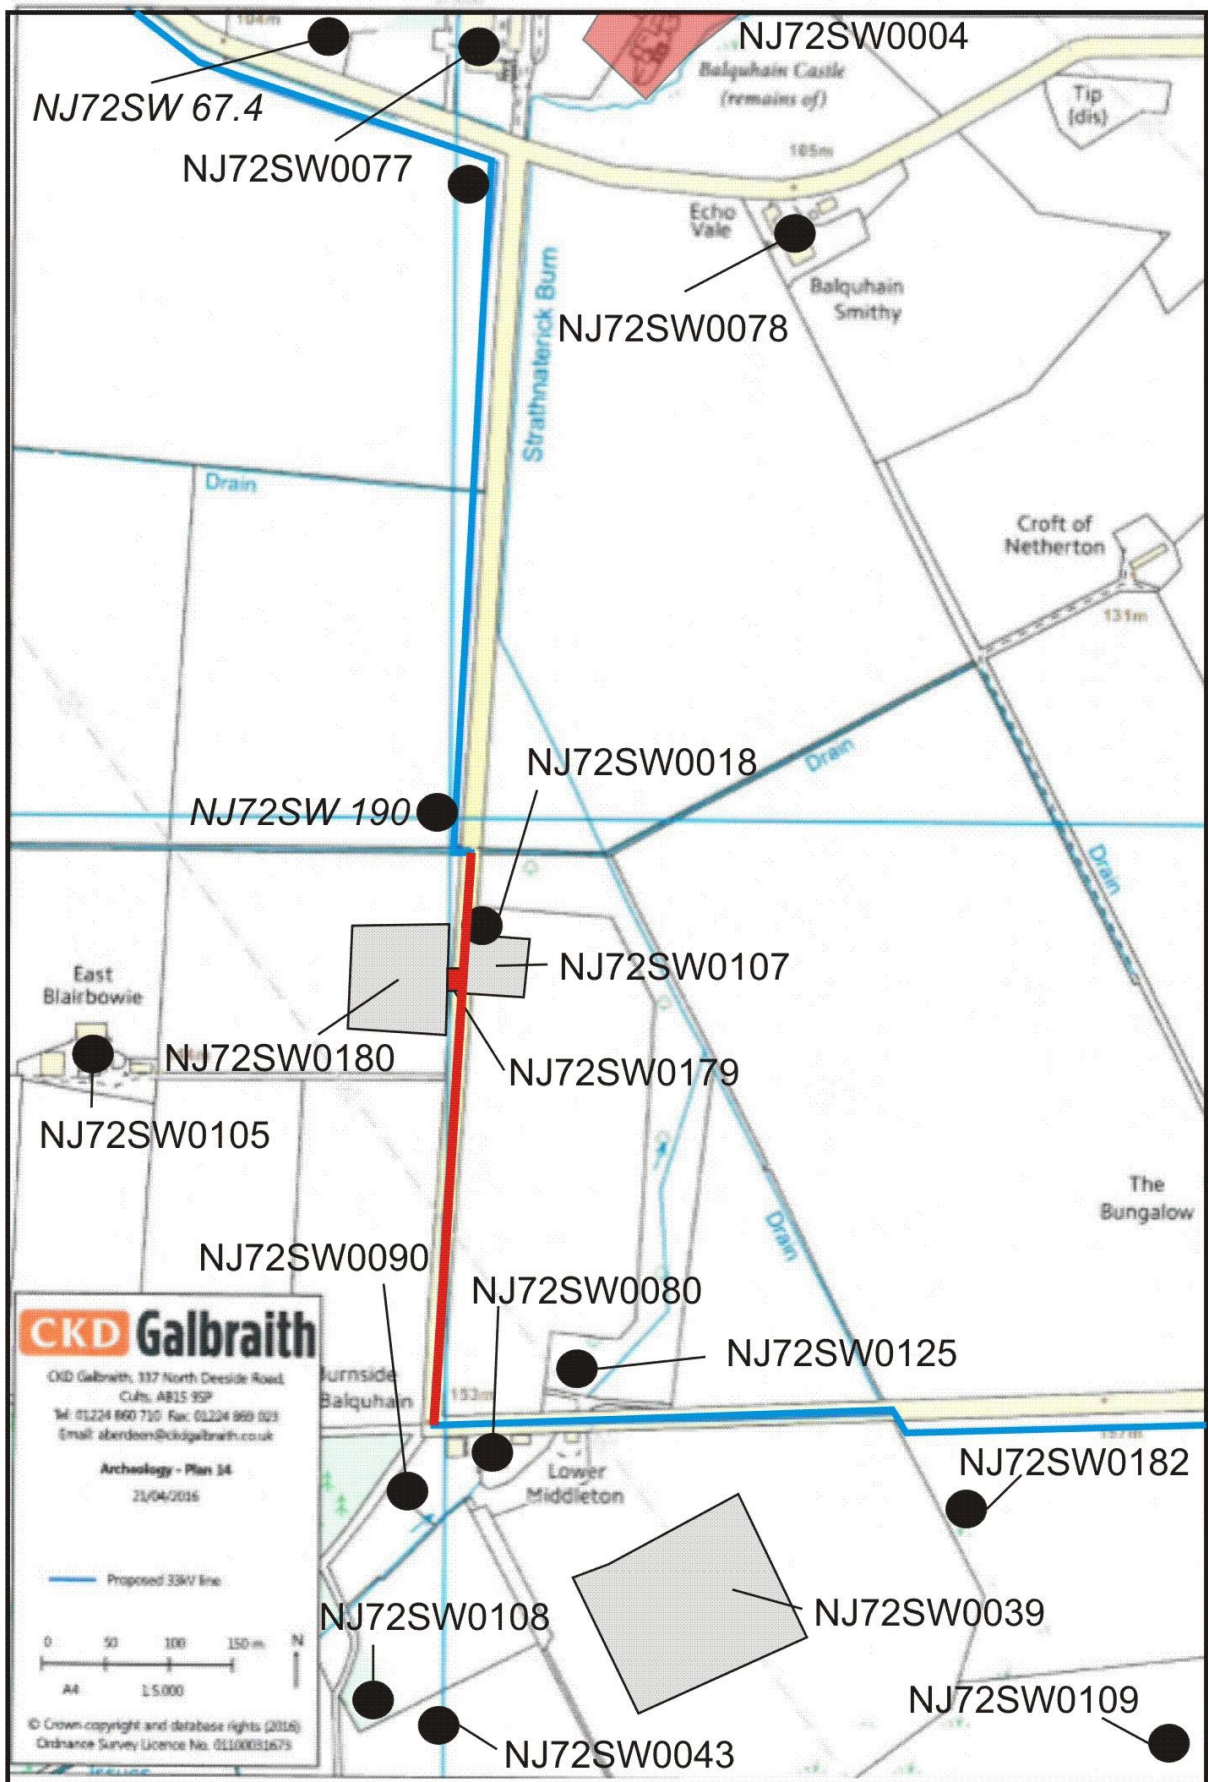 104m
NJ72SW0004
Balquhain Castle
(remains of)
NJ72SW 67.4
Tip
(dis)
NJ72SW0077
105m
Echo
Vale
Strathnaterick Burn
Balquhain
Smithy
NJ72SW0078
Drain
Croft of
Netherton
131m
NJ72SW0018
Drain
NJ72SW 190
Drain
East
Blairbowie
NJ72SW0107
NJ72SW0180
NJ72SW0179
NJ72SW0105
The
Bungalow
Drain
NJ72SW0090
NJ72SW0080
NJ72SW0125
Burnside
Balquhain
153m
157m
NJ72SW0182
Lower
Middleton
NJ72SW0108
NJ72SW0039
NJ72SW0109
NJ72SW0043
CKD Galbraith
CKD Galbraith, 337 North Deeside Road,
Cults, AB15 9SP
Tel: 01224 860 710 Fax: 01224 869 023
Email: aberdeen@ckdgalbraith.co.uk
Archeology - Plan 14
21/04/2016
Proposed 33kV line
0 50 100 150 m
N
A4 1:5,000
© Crown copyright and database rights (2016)
Ordnance Survey Licence No. 01100031673
Issues